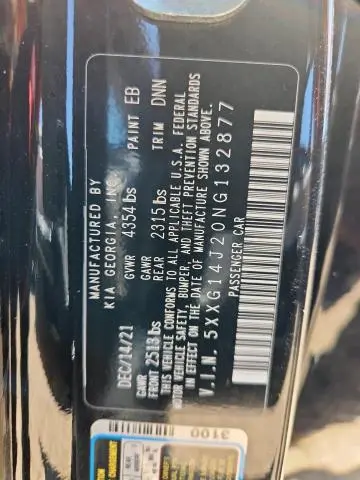 MANUFACTURED BY
KIA GEORGIA, INC.
DEC/14/21 GVWR 4354 lbs PAINT EB
GAWR FRONT 2513 lbs GAWR REAR 2315 lbs TRIM DNN
THIS VEHICLE CONFORMS TO ALL APPLICABLE U.S.A. FEDERAL
MOTOR VEHICLE SAFETY, BUMPER, AND THEFT PREVENTION STANDARDS
IN EFFECT ON THE DATE OF MANUFACTURE SHOWN ABOVE.
V.I.N. 5XXG14J20NG132877
PASSENGER CAR
3100